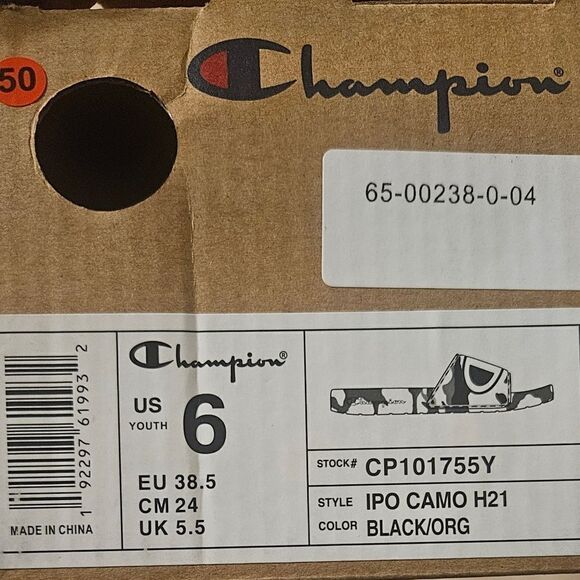 50
Champion®
65-00238-0-04
1 92297 61993 2
MADE IN CHINA
Champion®
US
YOUTH
6
EU 38.5
CM 24
UK 5.5
STOCK# CP101755Y
STYLE IPO CAMO H21
COLOR BLACK/ORG